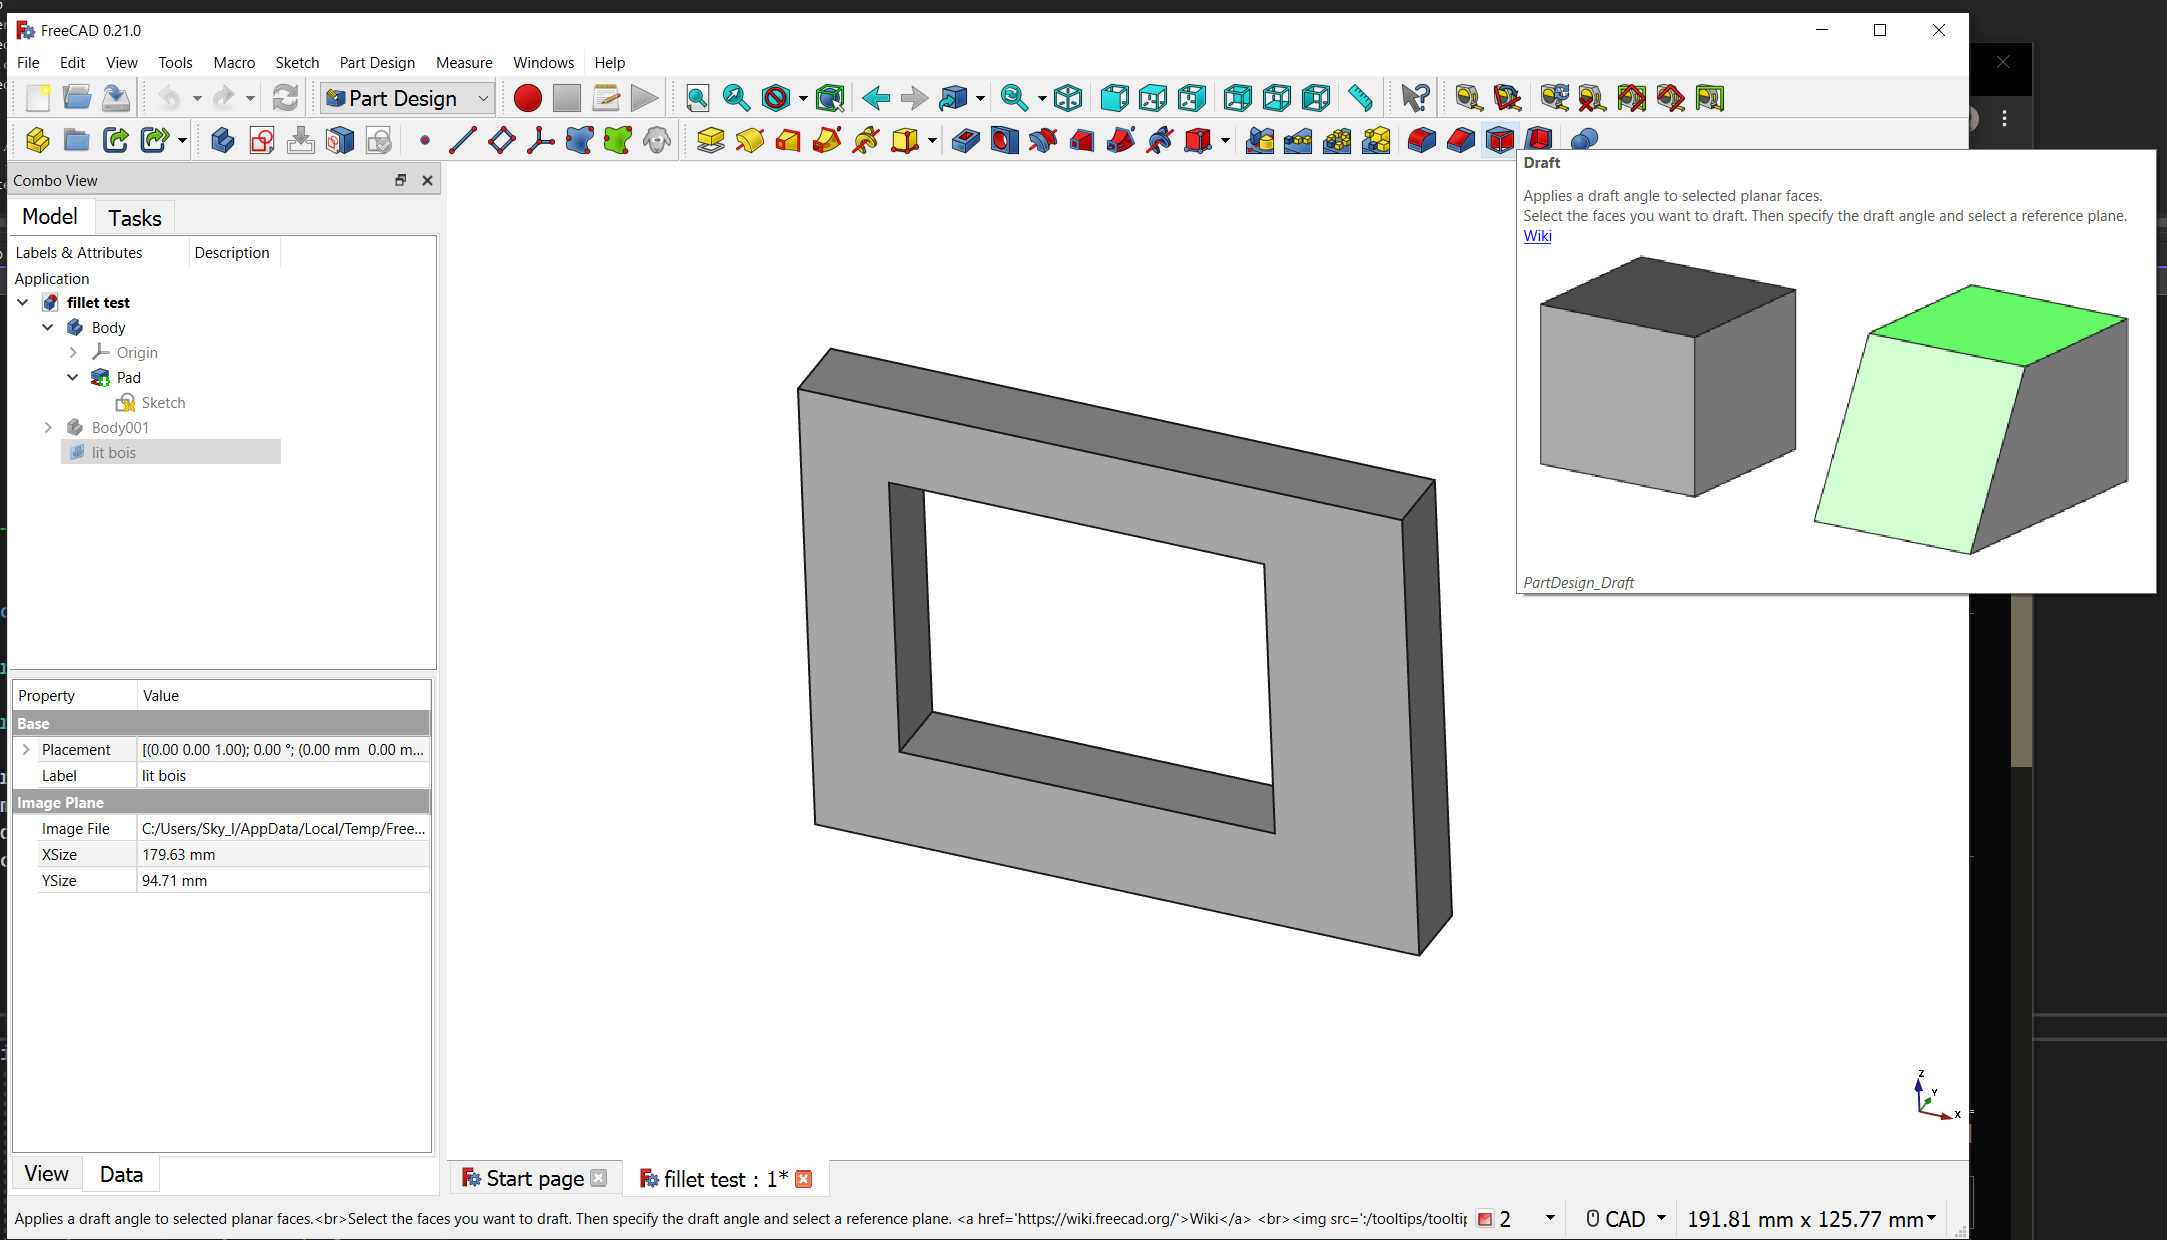 FreeCAD 0.21.0
File Edit View Tools Macro Sketch Part Design Measure Windows Help
Part Design
Combo View
Model Tasks
Labels & Attributes Description
Application
fillet test
Body
Origin
Pad
Sketch
Body001
lit bois
Property Value
Base
Placement [(0.00 0.00 1.00); 0.00 °; (0.00 mm 0.00 m...
Label lit bois
Image Plane
Image File C:/Users/Sky_I/AppData/Local/Temp/Free...
XSize 179.63 mm
YSize 94.71 mm
View Data
Draft
Applies a draft angle to selected planar faces.
Select the faces you want to draft. Then specify the draft angle and select a reference plane.
Wiki
PartDesign_Draft
Z
Y
X
Start page
fillet test : 1*
Applies a draft angle to selected planar faces.<br>Select the faces you want to draft. Then specify the draft angle and select a reference plane. <a href='https://wiki.freecad.org/'>Wiki</a> <br><img src=':/tooltips/tooltip
2
CAD
191.81 mm x 125.77 mm